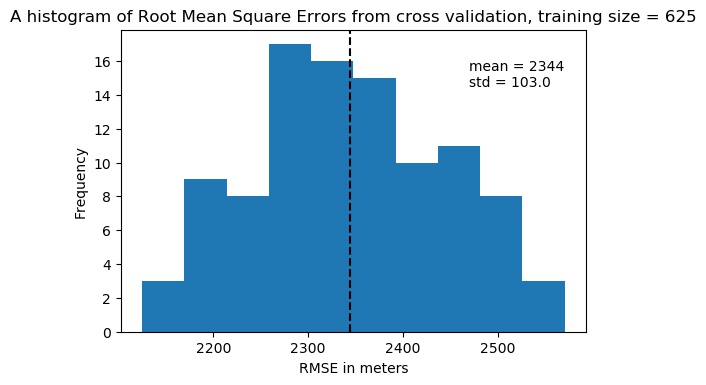 A histogram of Root Mean Square Errors from cross validation, training size = 625
mean = 2344
std = 103.0
16
14
12
10
8
6
4
2
0
Frequency
2200
2300
2400
2500
RMSE in meters